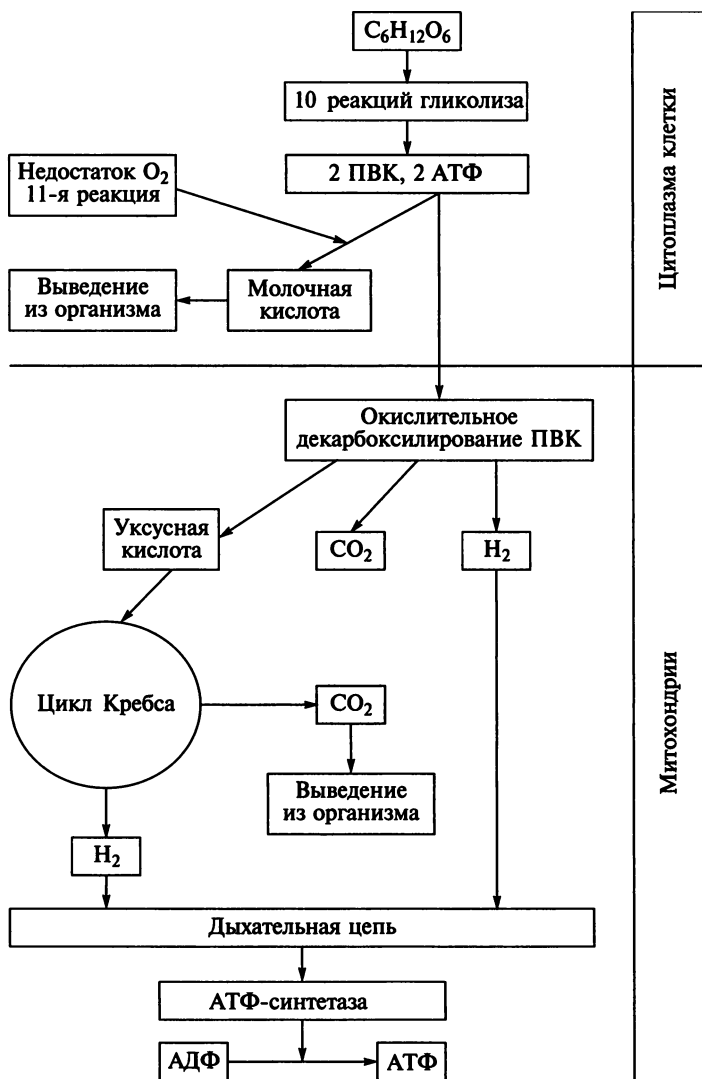 C₆H₁₂O₆
10 реакций гликолиза
2 ПВК, 2 АТФ
Недостаток O₂
11-я реакция
Выведение
из организма
Молочная
кислота
Цитоплазма клетки
Окислительное
декарбоксилирование ПВК
Уксусная
кислота
CO₂
H₂
Цикл Кребса
CO₂
Выведение
из организма
H₂
Митохондрии
Дыхательная цепь
АТФ-синтетаза
АДФ
АТФ